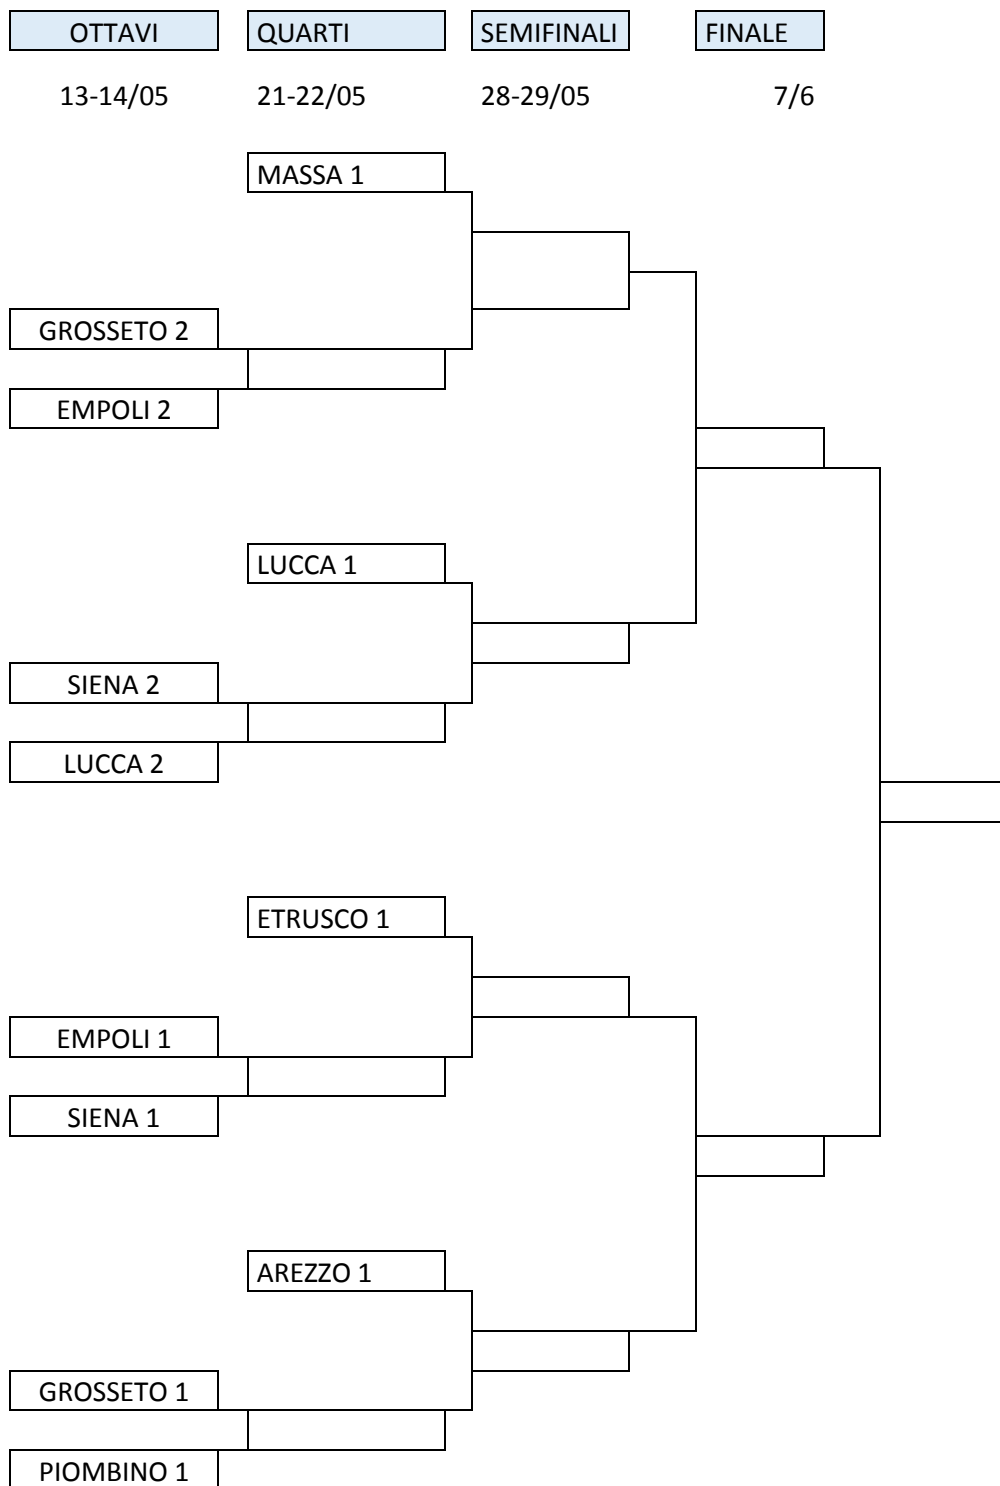 OTTAVI QUARTI SEMIFINALI FINALE
13-14/05 21-22/05 28-29/05 7/6
MASSA 1
GROSSETO 2
EMPOLI 2
LUCCA 1
SIENA 2
LUCCA 2
ETRUSCO 1
EMPOLI 1
SIENA 1
AREZZO 1
GROSSETO 1
PIOMBINO 1